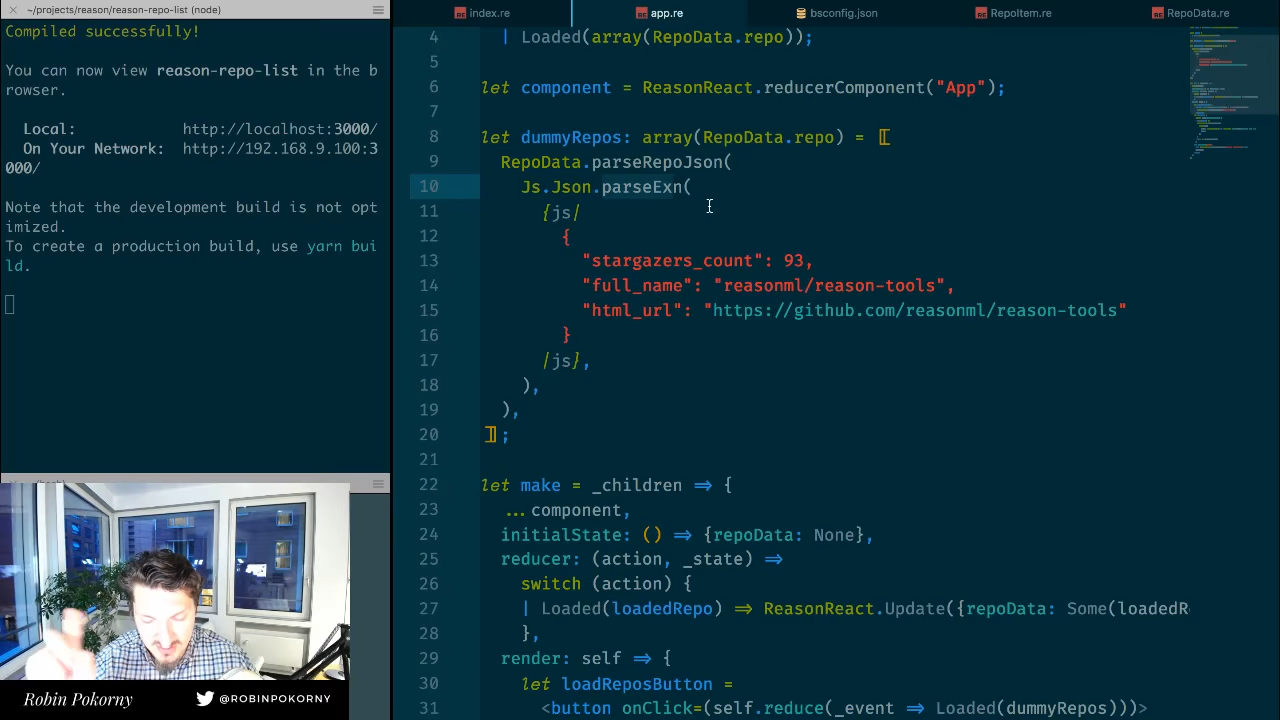 ~/projects/reason/reason-repo-list (node)
Compiled successfully!
You can now view reason-repo-list in the b
rowser.
Local: http://localhost:3000/
On Your Network: http://192.168.9.100:3
000/
Note that the development build is not opt
imized.
To create a production build, use yarn bui
ld.
Robin Pokorny
@ROBINPOKORNY
index.re
app.re
bsconfig.json
RepoItem.re
RepoData.re
4 | Loaded(array(RepoData.repo));
5
6 let component = ReasonReact.reducerComponent("App");
7
8 let dummyRepos: array(RepoData.repo) = [|
9 RepoData.parseRepoJson(
10 Js.Json.parseExn(
11 {js|
12 {
13 "stargazers_count": 93,
14 "full_name": "reasonml/reason-tools",
15 "html_url": "https://github.com/reasonml/reason-tools"
16 }
17 |js},
18 ),
19 ),
20 |];
21
22 let make = _children => {
23 ...component,
24 initialState: () => {repoData: None},
25 reducer: (action, _state) =>
26 switch (action) {
27 | Loaded(loadedRepo) => ReasonReact.Update({repoData: Some(loadedR
28 },
29 render: self => {
30 let loadReposButton =
31 <button onClick=(self.reduce(_event => Loaded(dummyRepos)))>